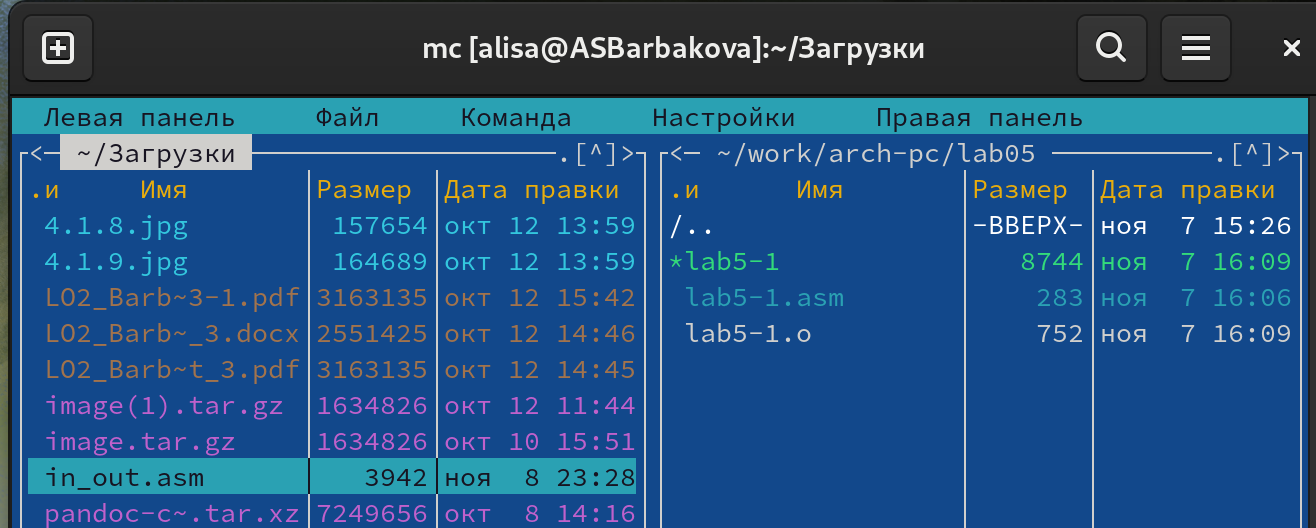 mc [alisa@ASBarbakova]:~/Загрузки
Левая панель Файл Команда Настройки Правая панель
<─ ~/Загрузки ─.[^]> <─ ~/work/arch-pc/lab05 ─.[^]>
.и Имя Размер Дата правки .и Имя Размер Дата правки
4.1.8.jpg 157654 окт 12 13:59 /.. -ВВЕРХ- ноя 7 15:26
4.1.9.jpg 164689 окт 12 13:59 *lab5-1 8744 ноя 7 16:09
LO2_Barb~3-1.pdf 3163135 окт 12 15:42 lab5-1.asm 283 ноя 7 16:06
LO2_Barb~_3.docx 2551425 окт 12 14:46 lab5-1.o 752 ноя 7 16:09
LO2_Barb~t_3.pdf 3163135 окт 12 14:45
image(1).tar.gz 1634826 окт 12 11:44
image.tar.gz 1634826 окт 10 15:51
in_out.asm 3942 ноя 8 23:28
pandoc-c~.tar.xz 7249656 окт 8 14:16